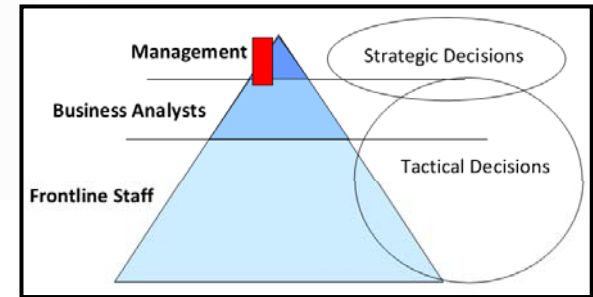 Management
Strategic Decisions
Business Analysts
Tactical Decisions
Frontline Staff